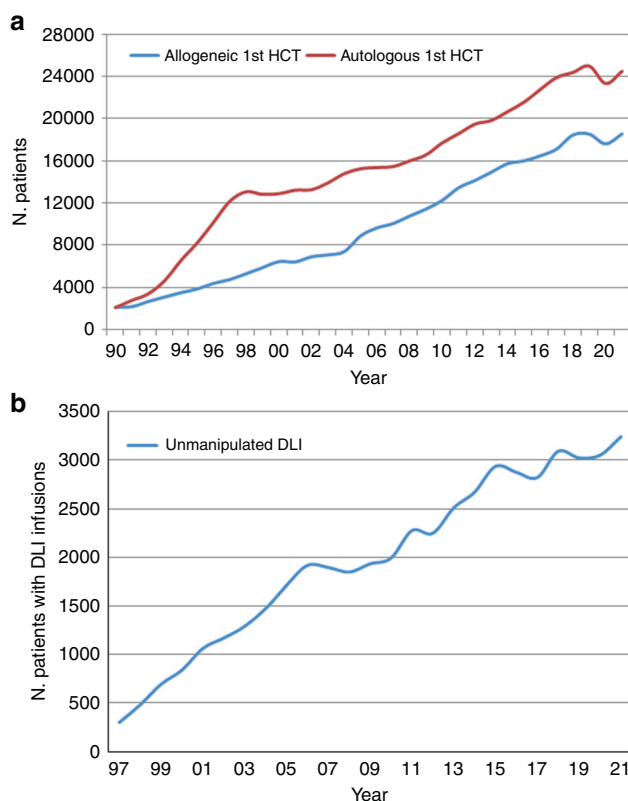 a
28000
24000
20000
16000
12000
8000
4000
0
N. patients
Allogeneic 1st HCT Autologous 1st HCT
90 92 94 96 98 00 02 04 06 08 10 12 14 16 18 20
Year
b
3500
3000
2500
2000
1500
1000
500
0
N. patients with DLI infusions
Unmanipulated DLI
97 99 01 03 05 07 09 11 13 15 17 19 21
Year